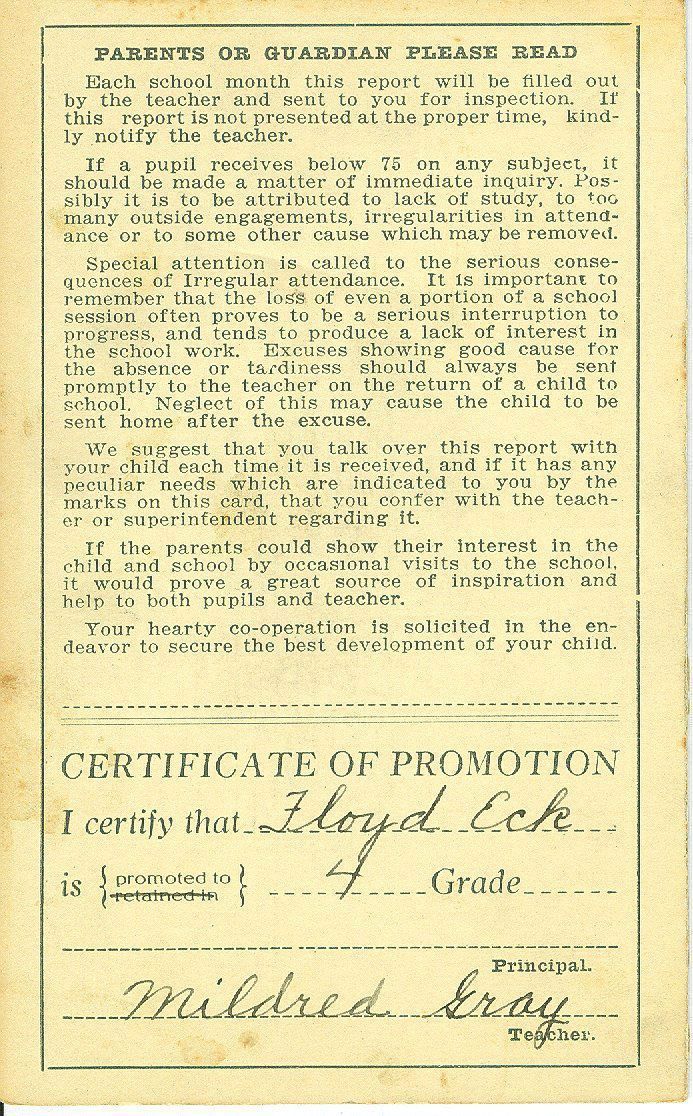 PARENTS OR GUARDIAN PLEASE READ
Each school month this report will be filled out
by the teacher and sent to you for inspection. If
this report is not presented at the proper time, kind-
ly notify the teacher.
If a pupil receives below 75 on any subject, it
should be made a matter of immediate inquiry. Pos-
sibly it is to be attributed to lack of study, to too
many outside engagements, irregularities in attend-
ance or to some other cause which may be removed.
Special attention is called to the serious conse-
quences of Irregular attendance. It is important to
remember that the loss of even a portion of a school
session often proves to be a serious interruption to
progress, and tends to produce a lack of interest in
the school work. Excuses showing good cause for
the absence or tardiness should always be sent
promptly to the teacher on the return of a child to
school. Neglect of this may cause the child to be
sent home after the excuse.
We suggest that you talk over this report with
your child each time it is received, and if it has any
peculiar needs which are indicated to you by the
marks on this card, that you confer with the teach-
er or superintendent regarding it.
If the parents could show their interest in the
child and school by occasional visits to the school,
it would prove a great source of inspiration and
help to both pupils and teacher.
Your hearty co-operation is solicited in the en-
deavor to secure the best development of your child.
CERTIFICATE OF PROMOTION
I certify that Floyd Eck
is { promoted to retained in } 4 Grade
Principal.
Mildred Gray
Teacher.